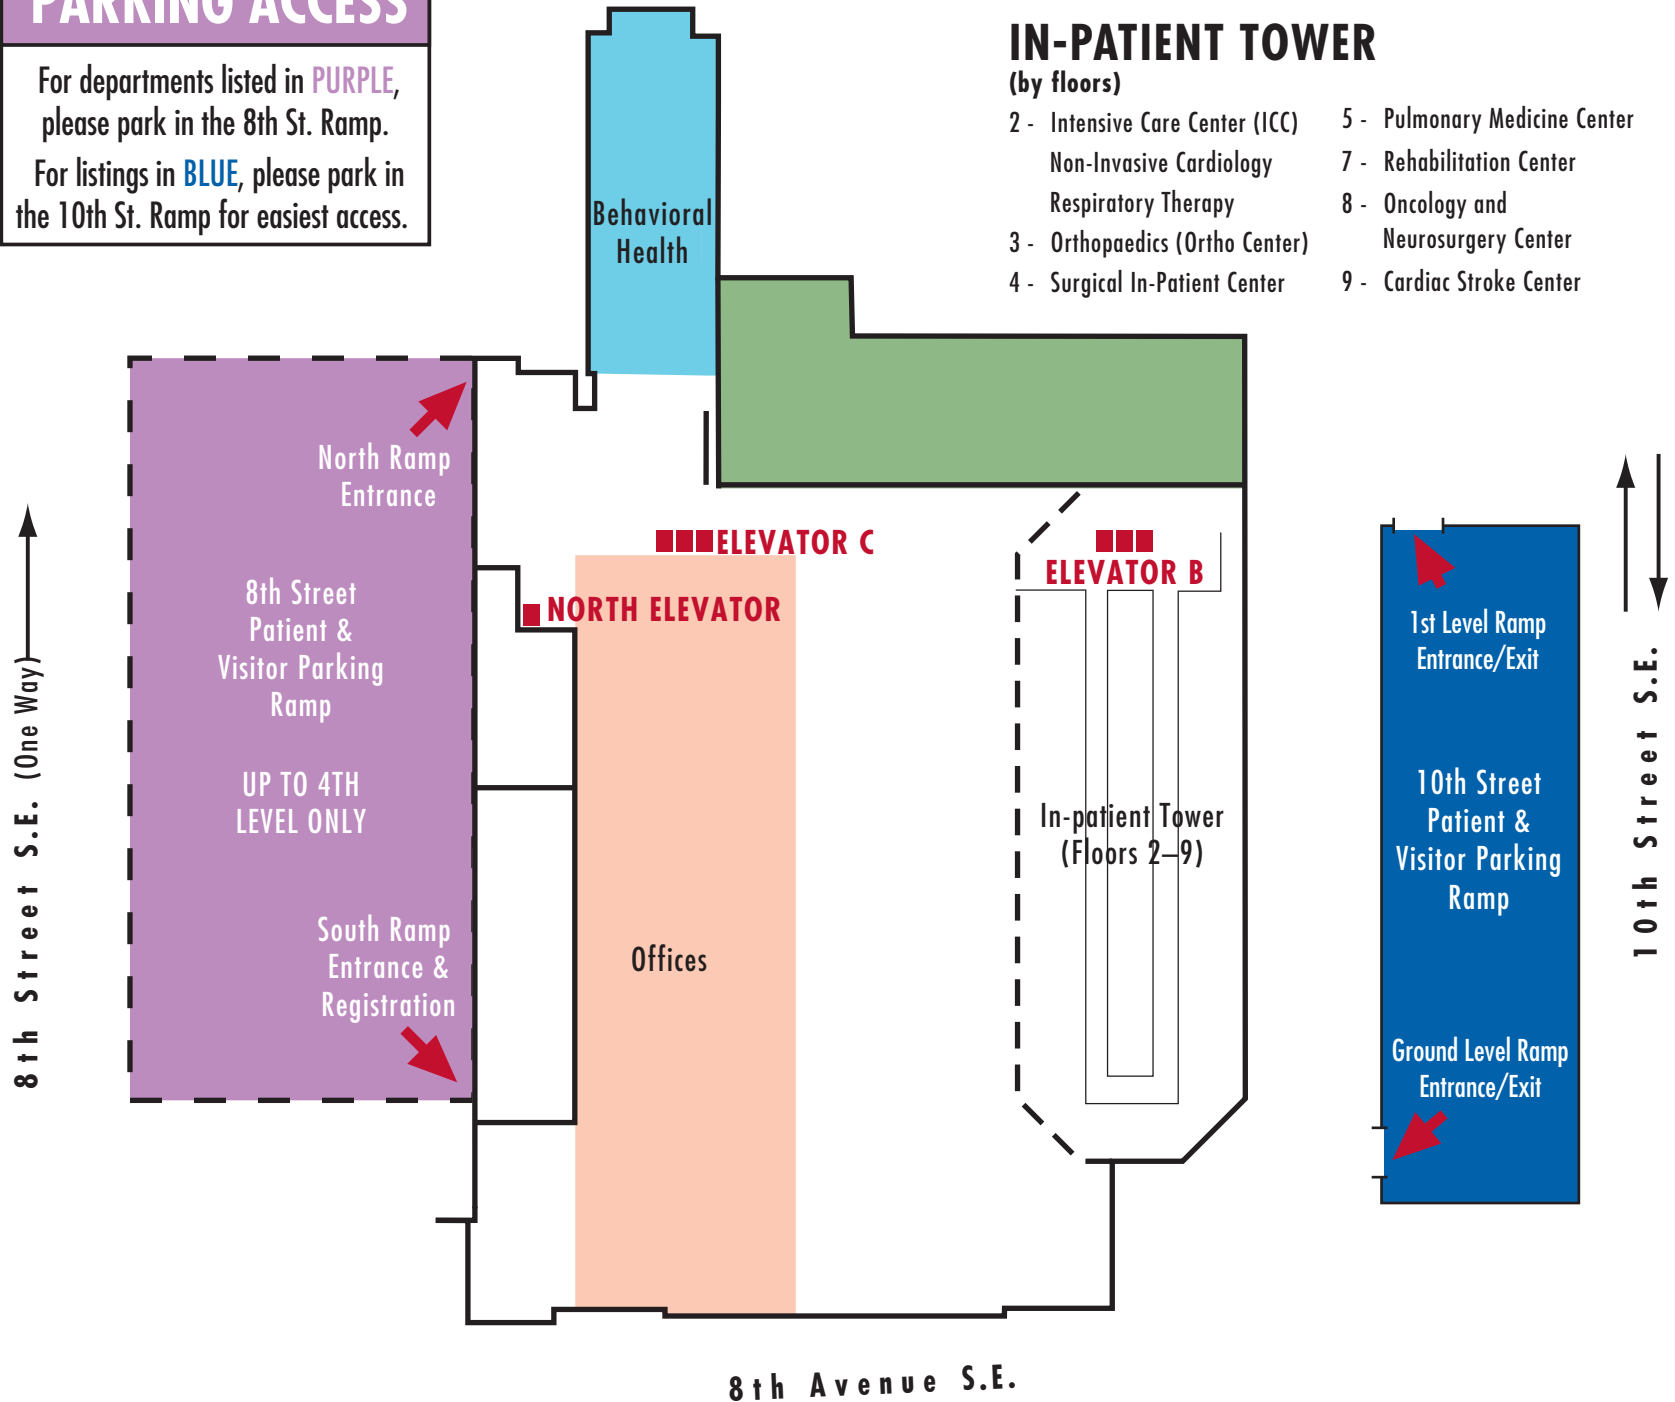 PARKING ACCESS
For departments listed in PURPLE,
please park in the 8th St. Ramp.
For listings in BLUE, please park in
the 10th St. Ramp for easiest access.
IN-PATIENT TOWER
(by floors)
2 - Intensive Care Center (ICC)
Non-Invasive Cardiology
Respiratory Therapy
3 - Orthopaedics (Ortho Center)
4 - Surgical In-Patient Center
5 - Pulmonary Medicine Center
7 - Rehabilitation Center
8 - Oncology and
Neurosurgery Center
9 - Cardiac Stroke Center
Behavioral
Health
North Ramp
Entrance
8th Street
Patient &
Visitor Parking
Ramp
UP TO 4TH
LEVEL ONLY
South Ramp
Entrance &
Registration
8th Street S.E. (One Way)
ELEVATOR C
NORTH ELEVATOR
ELEVATOR B
Offices
In-patient Tower
(Floors 2–9)
1st Level Ramp
Entrance/Exit
10th Street
Patient &
Visitor Parking
Ramp
Ground Level Ramp
Entrance/Exit
10th Street S.E.
8th Avenue S.E.